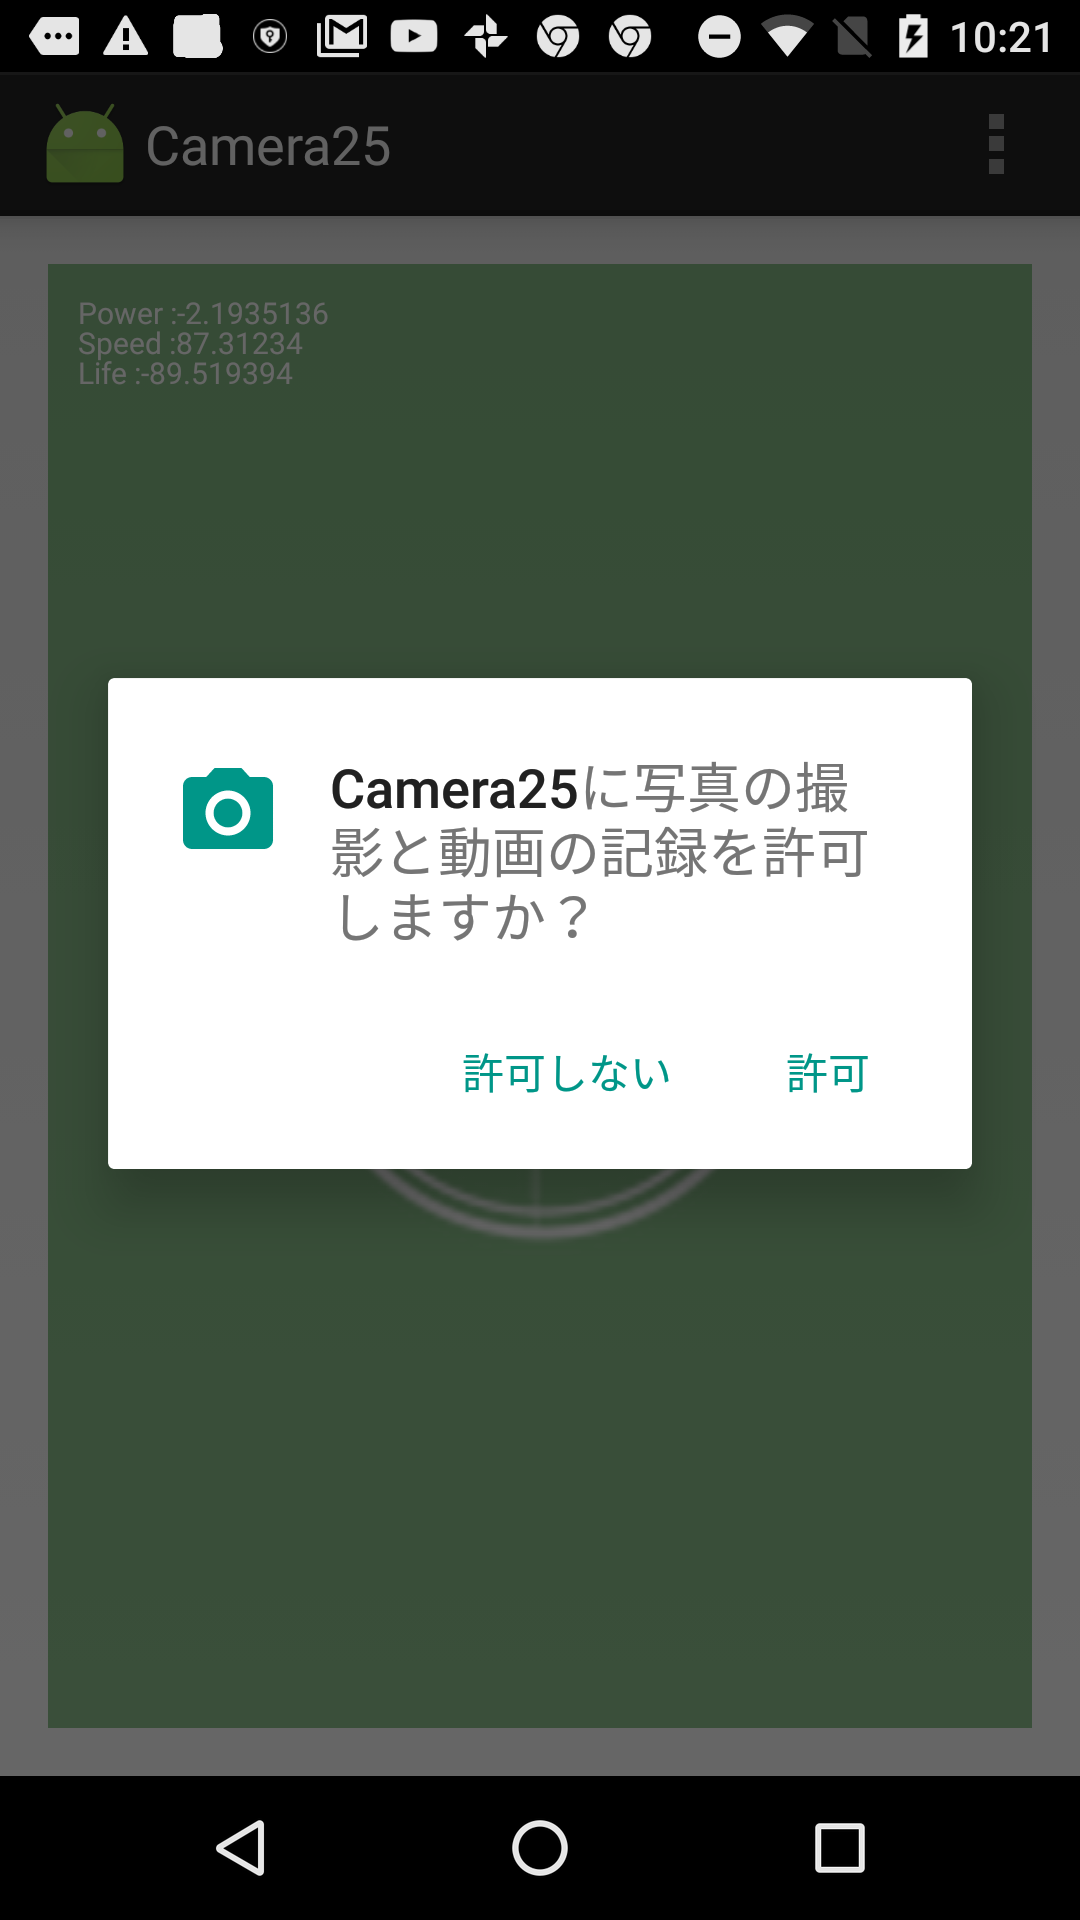 10:21
Camera25
Power :-2.1935136
Speed :87.31234
Life :-89.519394
Camera25に写真の撮
影と動画の記録を許可
しますか？
許可しない 許可